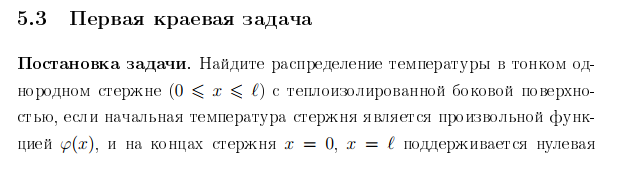 5.3 Первая краевая задача
Постановка задачи. Найдите распределение температуры в тонком од-
нородном стержне (0 ⩽ x ⩽ ℓ) с теплоизолированной боковой поверхно-
стью, если начальная температура стержня является произвольной функ-
цией φ(x), и на концах стержня x = 0, x = ℓ поддерживается нулевая